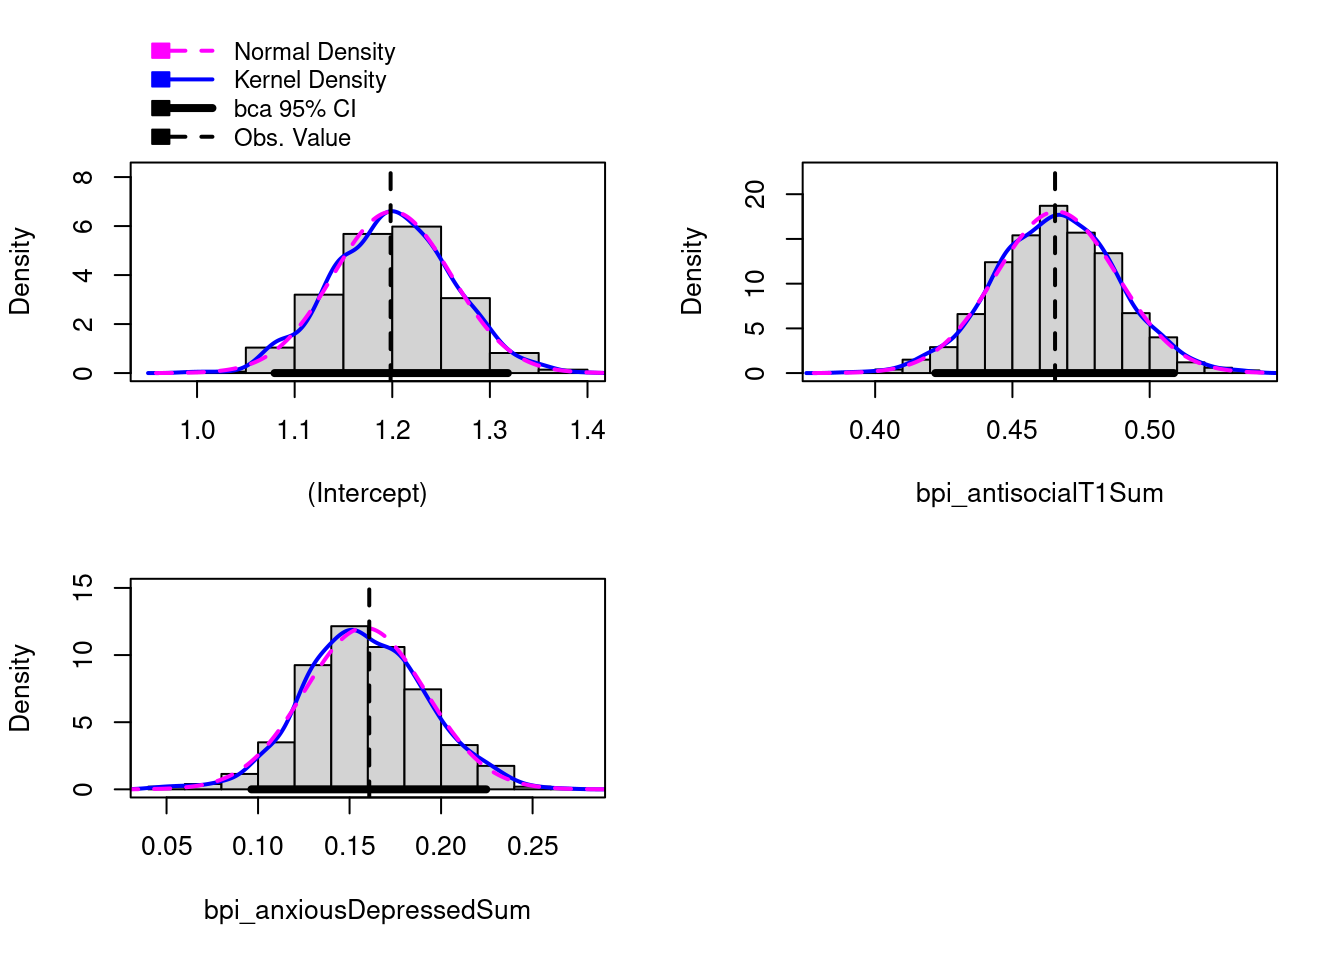 Normal Density
Kernel Density
bca 95% CI
Obs. Value
Density
0 2 4 6 8
1.0 1.1 1.2 1.3 1.4
(Intercept)
Density
0 5 10 20
0.40 0.45 0.50
bpi_antisocialT1Sum
Density
0 5 10 15
0.05 0.10 0.15 0.20 0.25
bpi_anxiousDepressedSum